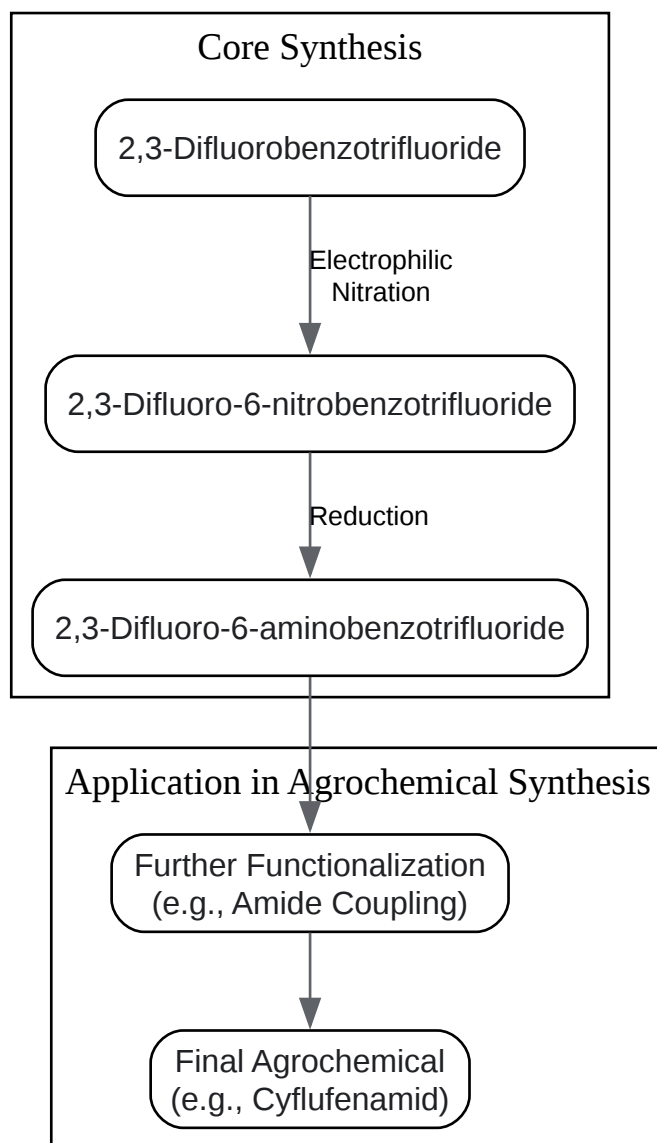 Core Synthesis
2,3-Difluorobenzotrifluoride
Electrophilic
Nitration
2,3-Difluoro-6-nitrobenzotrifluoride
Reduction
2,3-Difluoro-6-aminobenzotrifluoride
Application in Agrochemical Synthesis
Further Functionalization
(e.g., Amide Coupling)
Final Agrochemical
(e.g., Cyflufenamid)